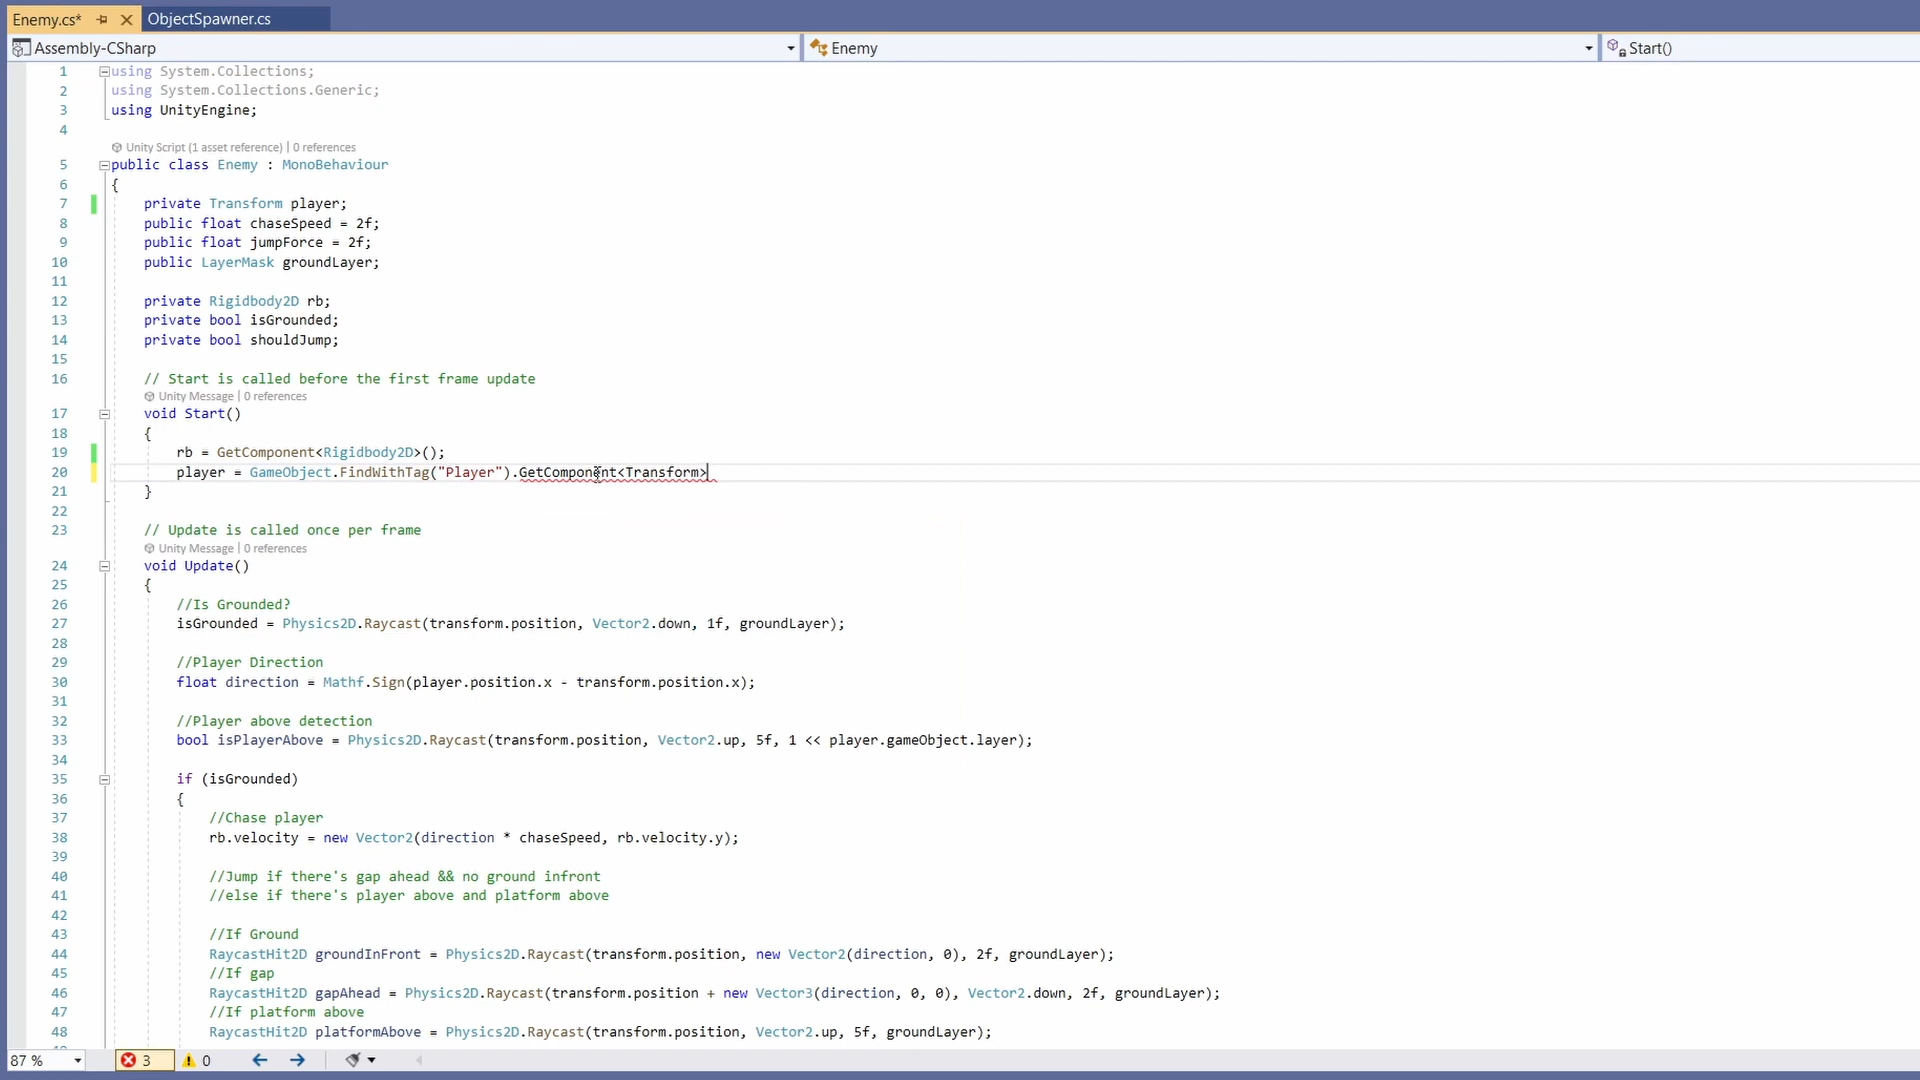 Enemy.cs*
ObjectSpawner.cs
Assembly-CSharp
Enemy
Start()
1 using System.Collections;
2 using System.Collections.Generic;
3 using UnityEngine;
4
Unity Script (1 asset reference) | 0 references
5 public class Enemy : MonoBehaviour
6 {
7 private Transform player;
8 public float chaseSpeed = 2f;
9 public float jumpForce = 2f;
10 public LayerMask groundLayer;
11
12 private Rigidbody2D rb;
13 private bool isGrounded;
14 private bool shouldJump;
15
16 // Start is called before the first frame update
Unity Message | 0 references
17 void Start()
18 {
19 rb = GetComponent<Rigidbody2D>();
20 player = GameObject.FindWithTag("Player").GetComponent<Transform>
21 }
22
23 // Update is called once per frame
Unity Message | 0 references
24 void Update()
25 {
26 //Is Grounded?
27 isGrounded = Physics2D.Raycast(transform.position, Vector2.down, 1f, groundLayer);
28
29 //Player Direction
30 float direction = Mathf.Sign(player.position.x - transform.position.x);
31
32 //Player above detection
33 bool isPlayerAbove = Physics2D.Raycast(transform.position, Vector2.up, 5f, 1 << player.gameObject.layer);
34
35 if (isGrounded)
36 {
37 //Chase player
38 rb.velocity = new Vector2(direction * chaseSpeed, rb.velocity.y);
39
40 //Jump if there's gap ahead && no ground infront
41 //else if there's player above and platform above
42
43 //If Ground
44 RaycastHit2D groundInFront = Physics2D.Raycast(transform.position, new Vector2(direction, 0), 2f, groundLayer);
45 //If gap
46 RaycastHit2D gapAhead = Physics2D.Raycast(transform.position + new Vector3(direction, 0, 0), Vector2.down, 2f, groundLayer);
47 //If platform above
48 RaycastHit2D platformAbove = Physics2D.Raycast(transform.position, Vector2.up, 5f, groundLayer);
87 %
3
0